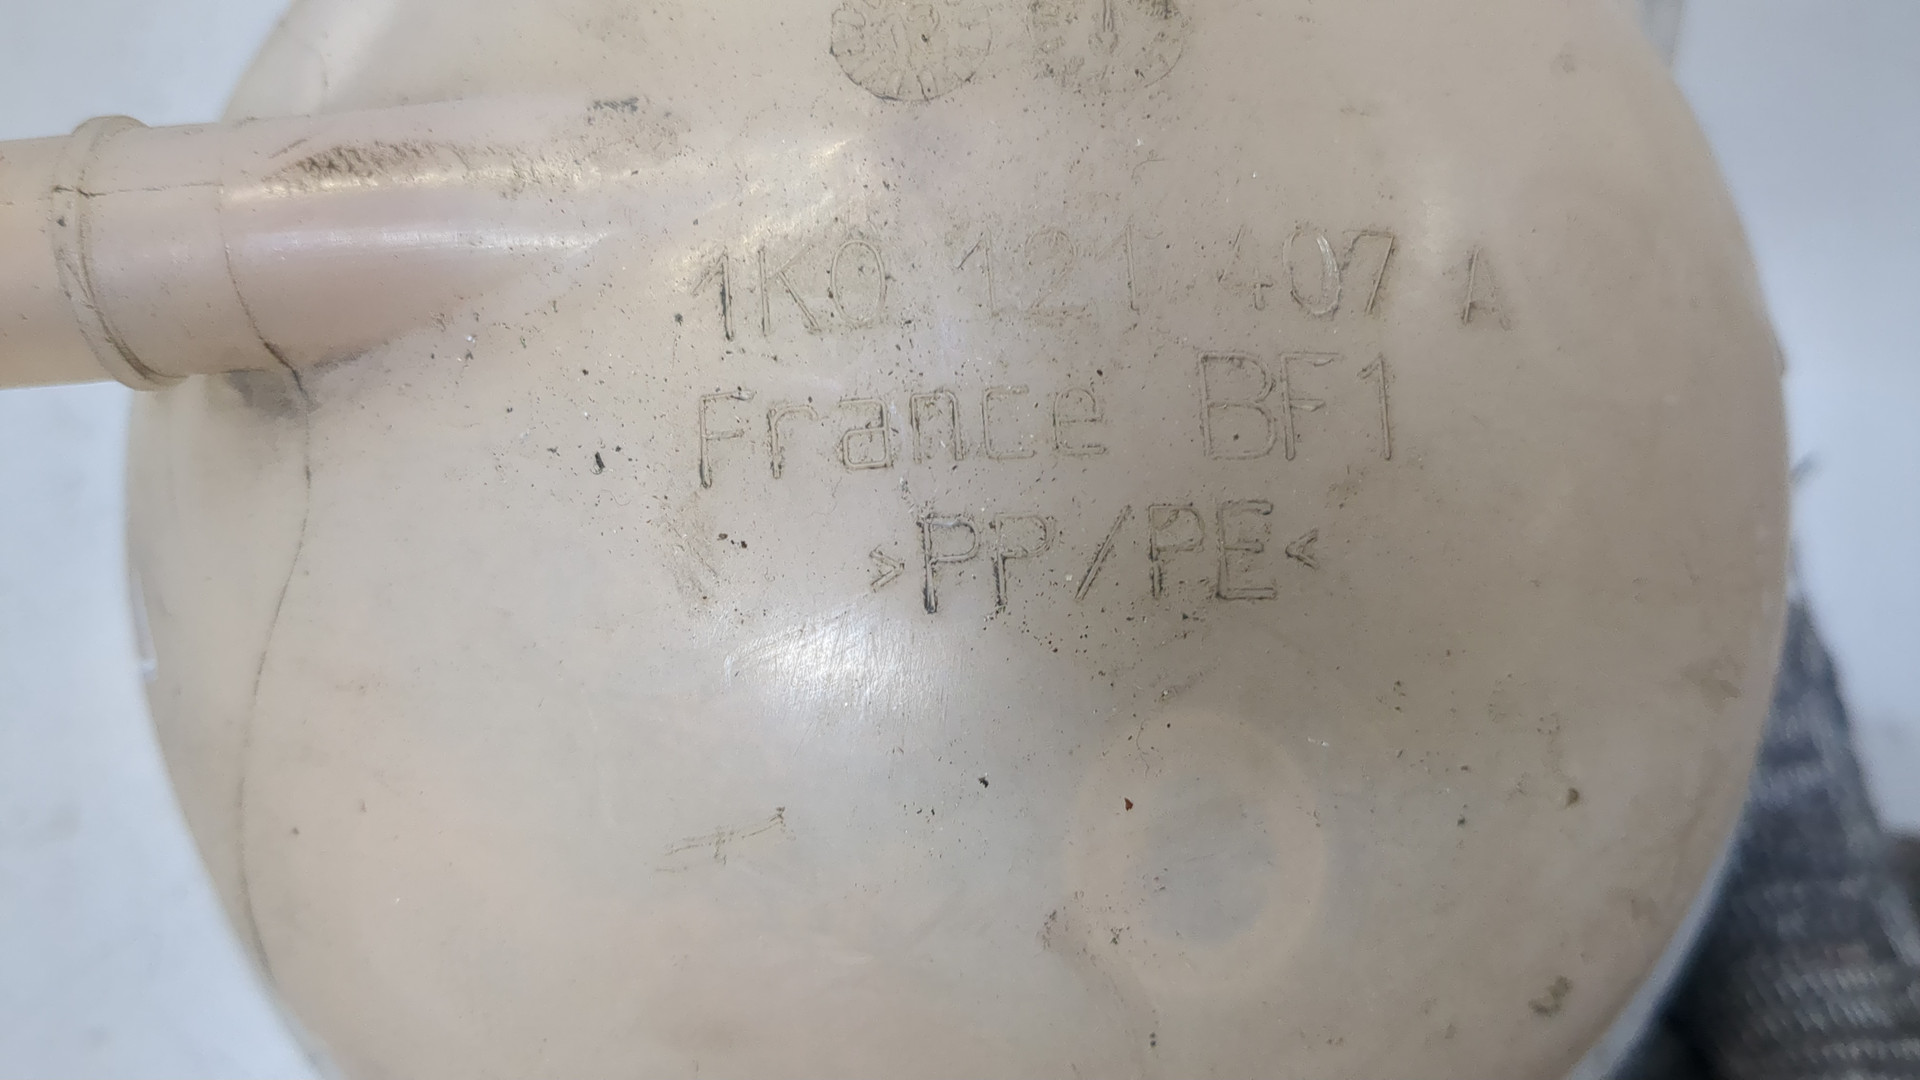 1K0 121 407 A
France BF1
>PP/PE<